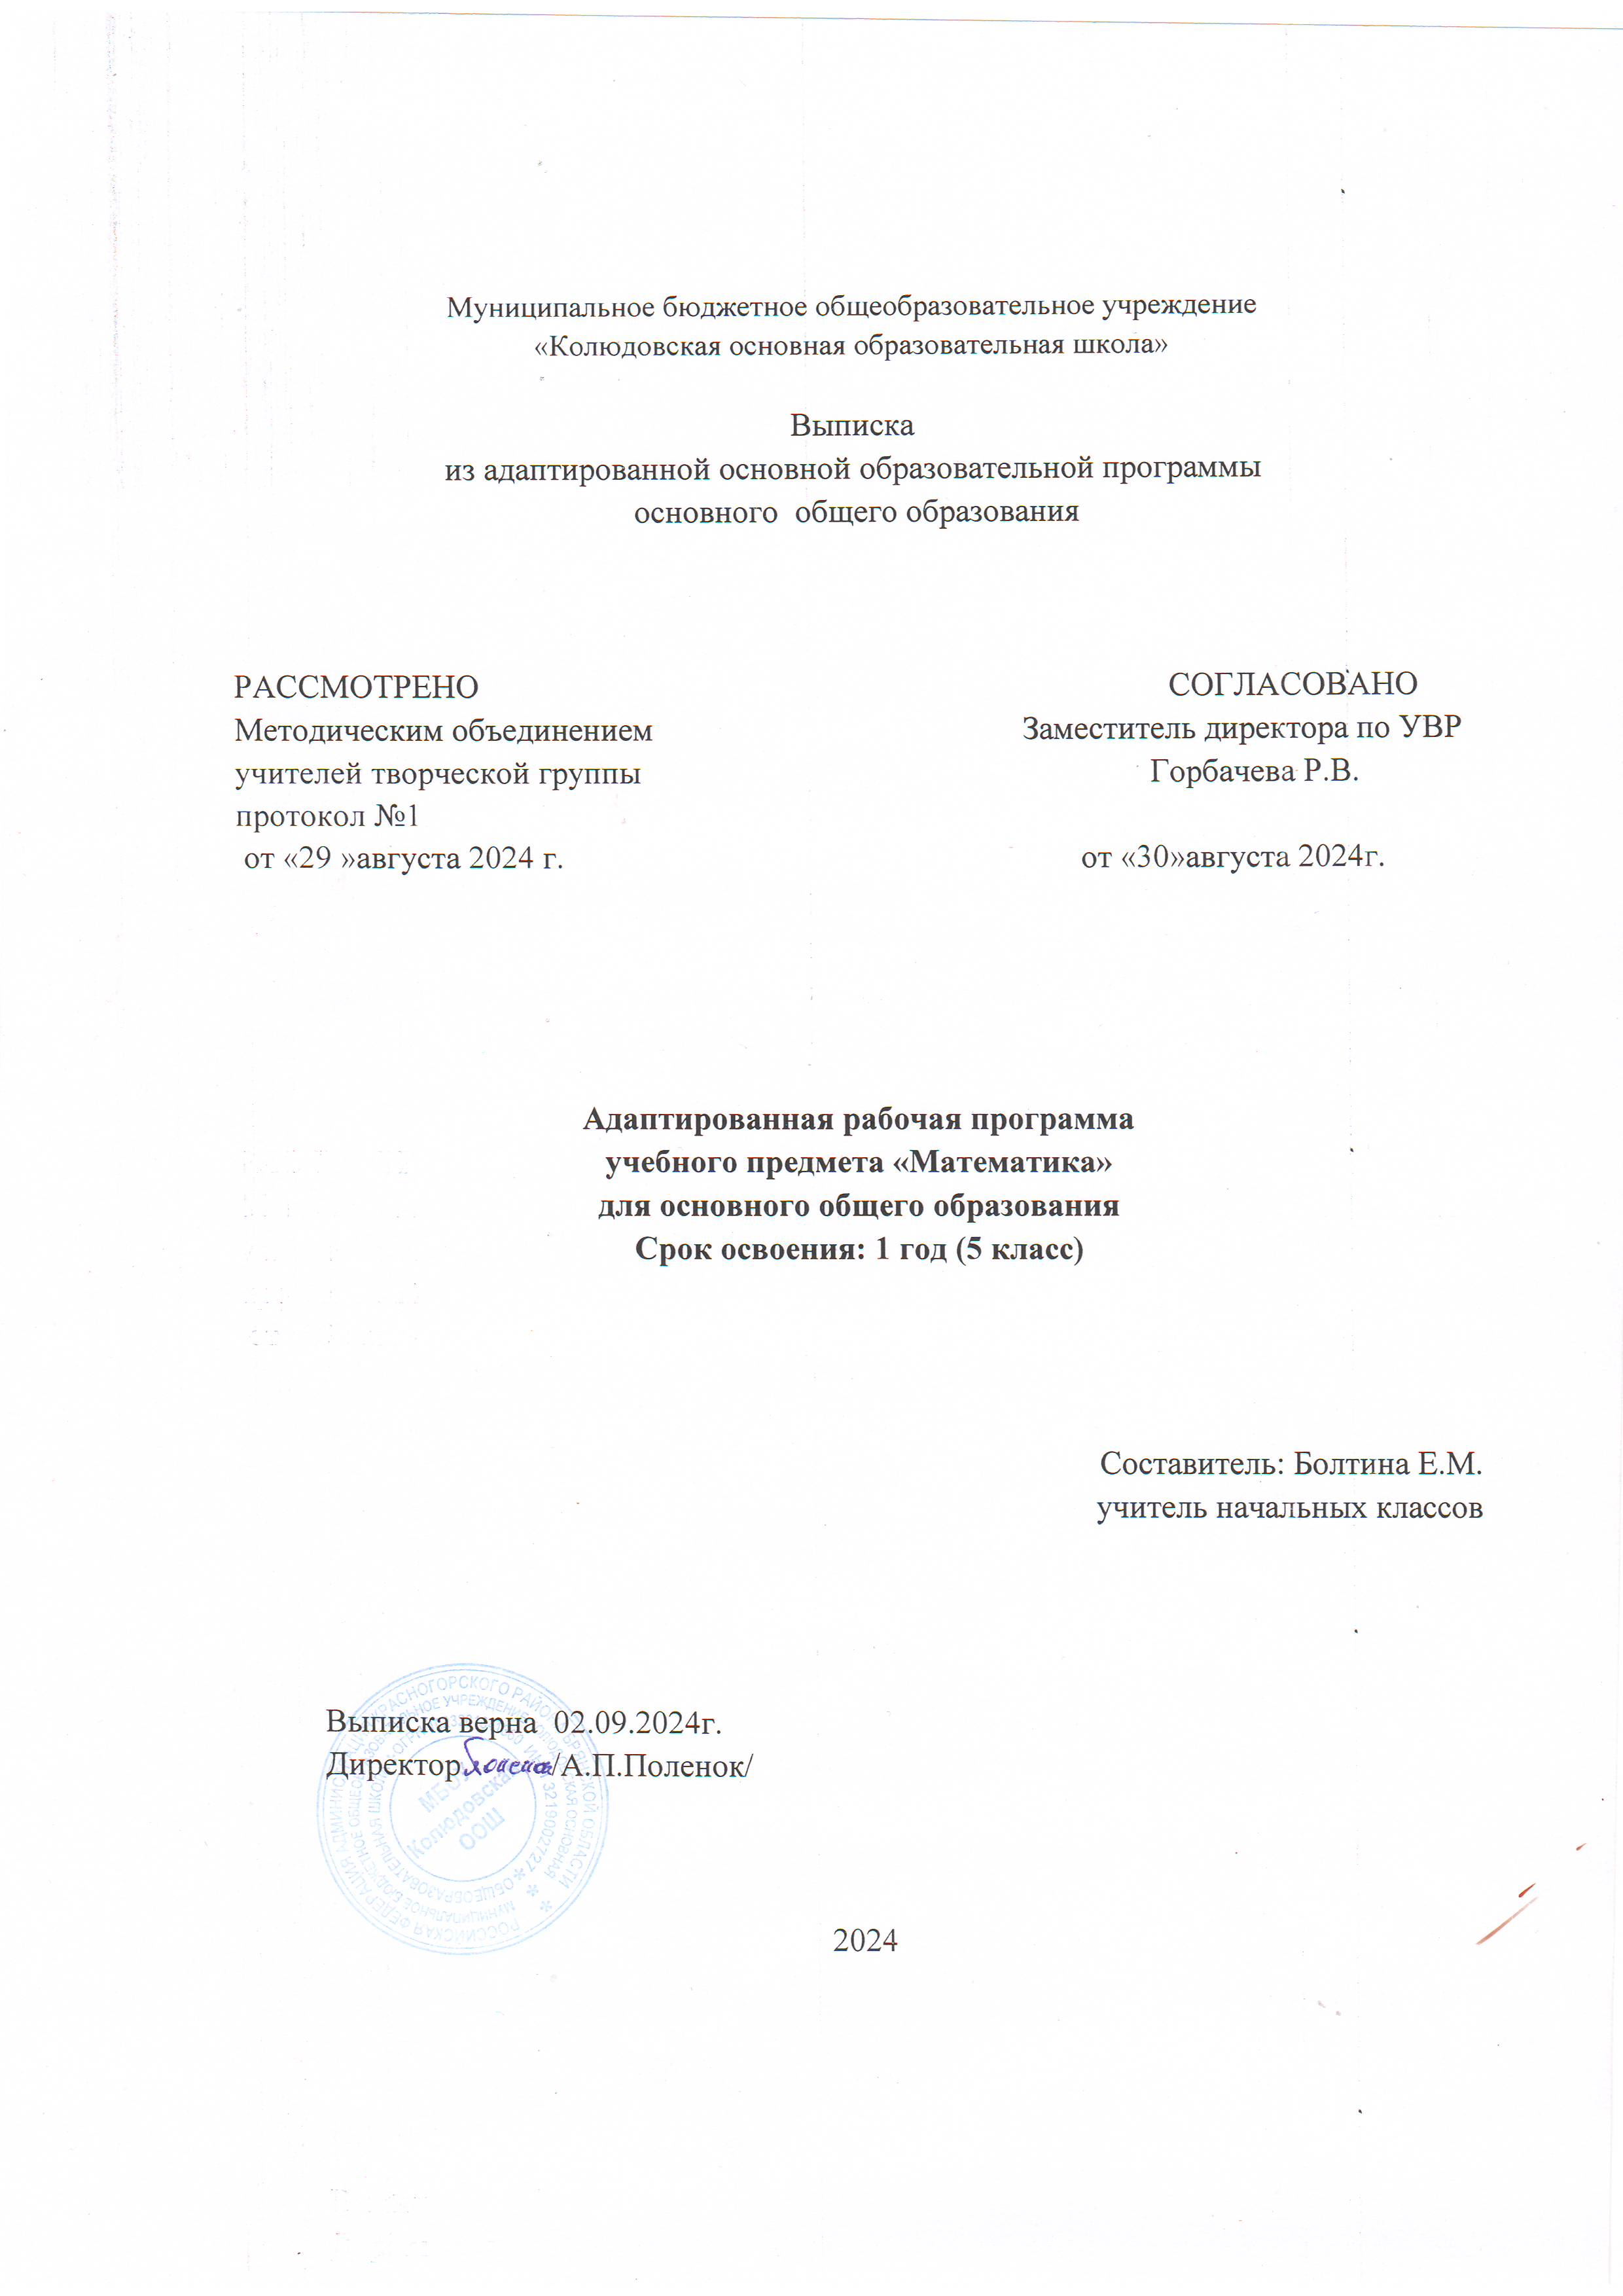 Муниципальное бюджетное общеобразовательное учреждение
«Колюдовская основная образовательная школа»
Выписка
из адаптированной основной образовательной программы
основного общего образования
РАССМОТРЕНО
Методическим объединением
учителей творческой группы
протокол №1
от «29 »августа 2024 г.
СОГЛАСОВАНО
Заместитель директора по УВР
Горбачева Р.В.
от «30»августа 2024г.
Адаптированная рабочая программа
учебного предмета «Математика»
для основного общего образования
Срок освоения: 1 год (5 класс)
Составитель: Болтина Е.М.
учитель начальных классов
Выписка верна 02.09.2024г.
Директор /А.П.Поленок/
МБОУ
Колюдовская
ООШ
2024